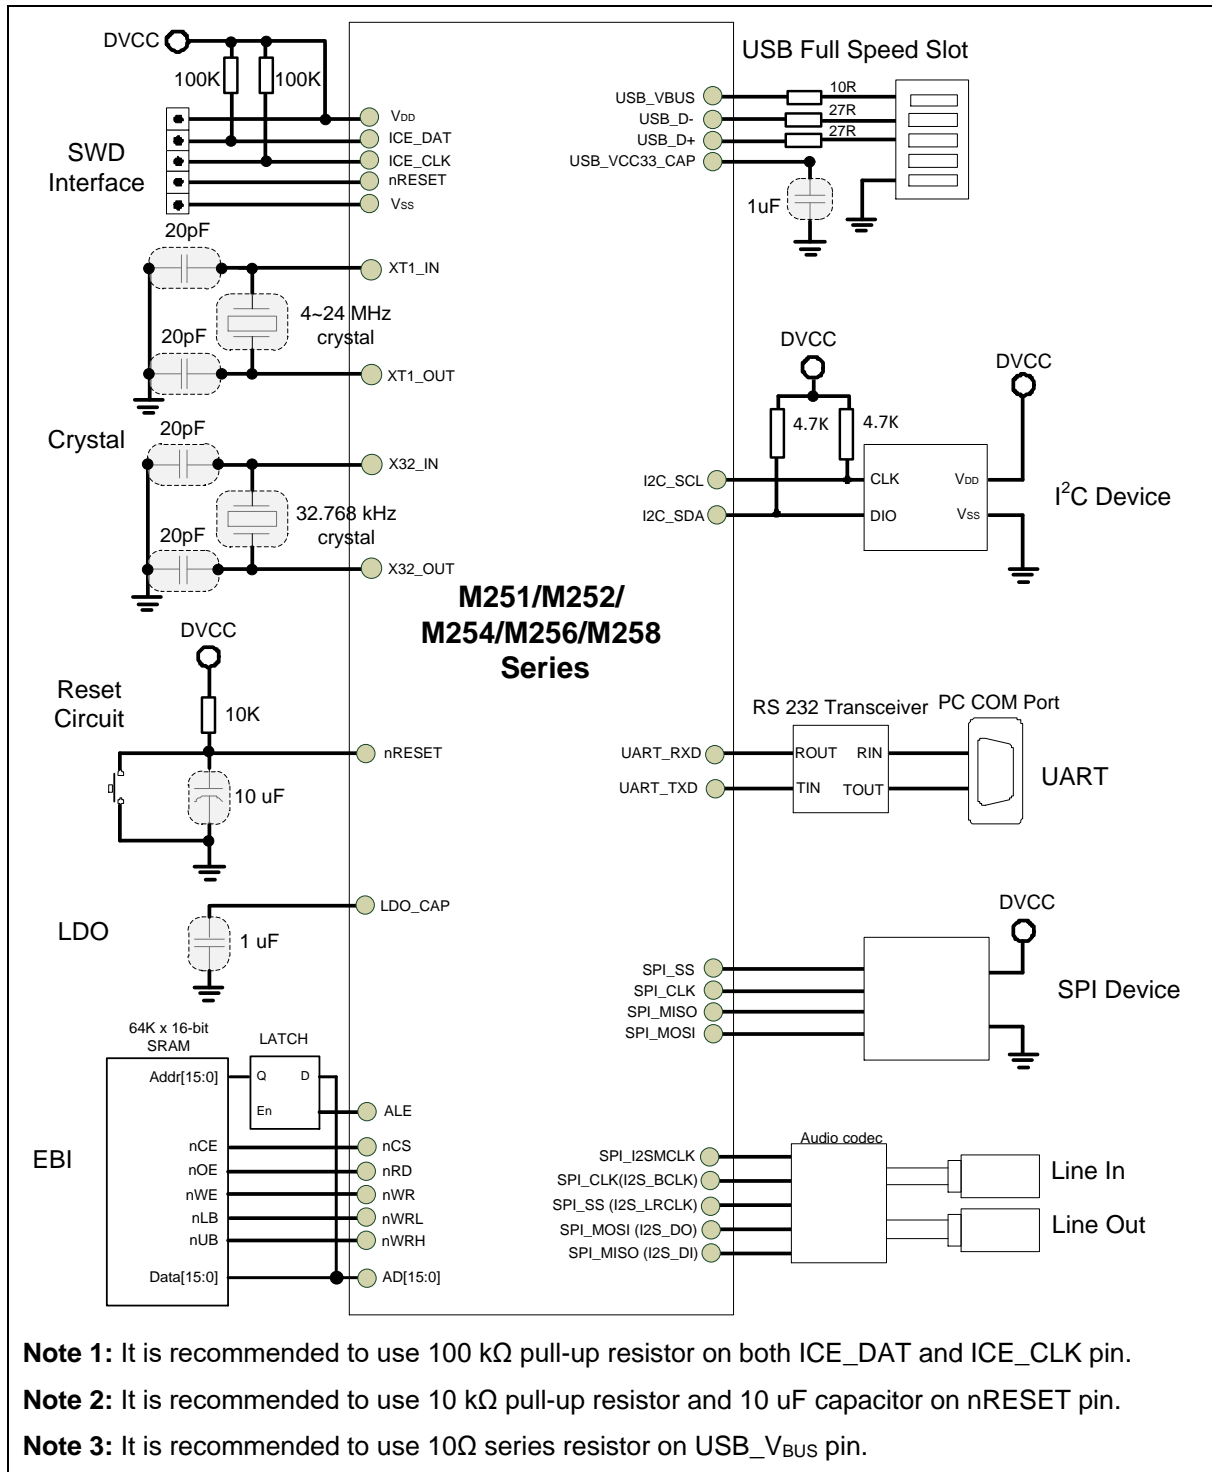 DVCC
100K
100K
SWD
Interface
VDD
ICE_DAT
ICE_CLK
nRESET
VSS
20pF
XT1_IN
4~24 MHz
crystal
20pF
XT1_OUT
Crystal
20pF
X32_IN
32.768 kHz
crystal
20pF
X32_OUT
DVCC
Reset
Circuit
10K
nRESET
10 uF
LDO
LDO_CAP
1 uF
64K x 16-bit
SRAM
LATCH
Addr[15:0]
Q D
En
ALE
EBI
nCE
nCS
nOE
nRD
nWE
nWR
nLB
nWRL
nUB
nWRH
Data[15:0]
AD[15:0]
M251/M252/
M254/M256/M258
Series
USB Full Speed Slot
USB_VBUS
10R
USB_D-
27R
USB_D+
27R
USB_VCC33_CAP
1uF
DVCC
DVCC
4.7K
4.7K
I2C_SCL
CLK
VDD
I2C_SDA
DIO
VSS
I²C Device
RS 232 Transceiver
PC COM Port
UART_RXD
ROUT RIN
UART_TXD
TIN TOUT
UART
DVCC
SPI_SS
SPI_CLK
SPI_MISO
SPI_MOSI
SPI Device
Audio codec
SPI_I2SMCLK
SPI_CLK(I2S_BCLK)
SPI_SS (I2S_LRCLK)
SPI_MOSI (I2S_DO)
SPI_MISO (I2S_DI)
Line In
Line Out
Note 1: It is recommended to use 100 kΩ pull-up resistor on both ICE_DAT and ICE_CLK pin.
Note 2: It is recommended to use 10 kΩ pull-up resistor and 10 uF capacitor on nRESET pin.
Note 3: It is recommended to use 10Ω series resistor on USB_VBUS pin.